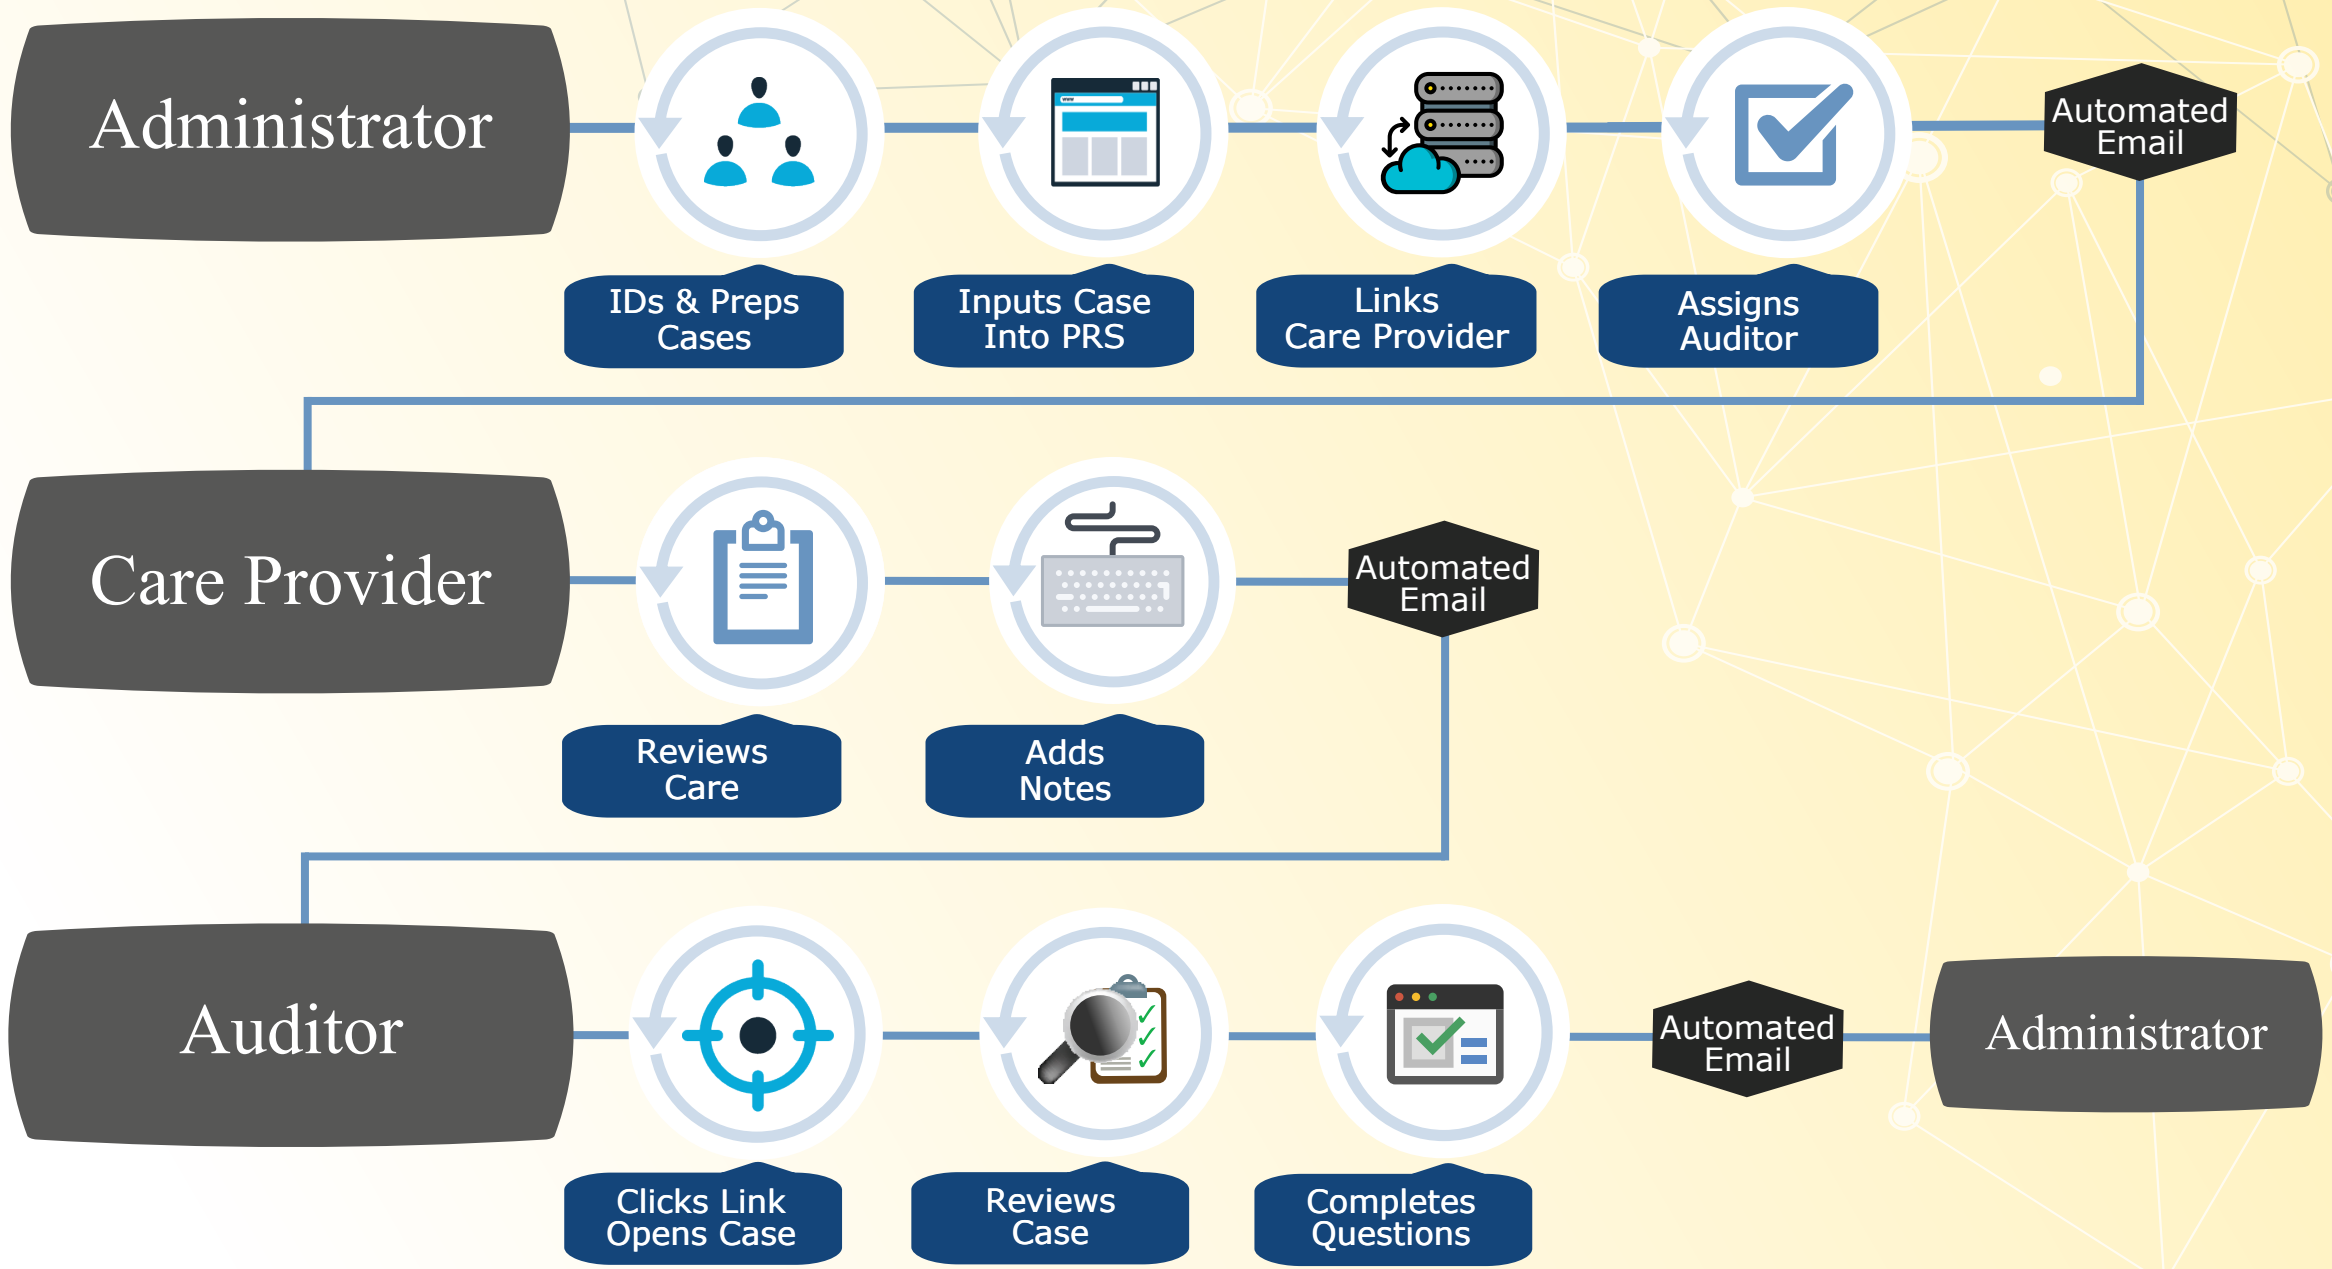 Administrator
Automated
Email
IDs & Preps
Cases
Inputs Case
Into PRS
Links
Care Provider
Assigns
Auditor
Care Provider
Automated
Email
Reviews
Care
Adds
Notes
Auditor
Automated
Email
Administrator
Clicks Link
Opens Case
Reviews
Case
Completes
Questions